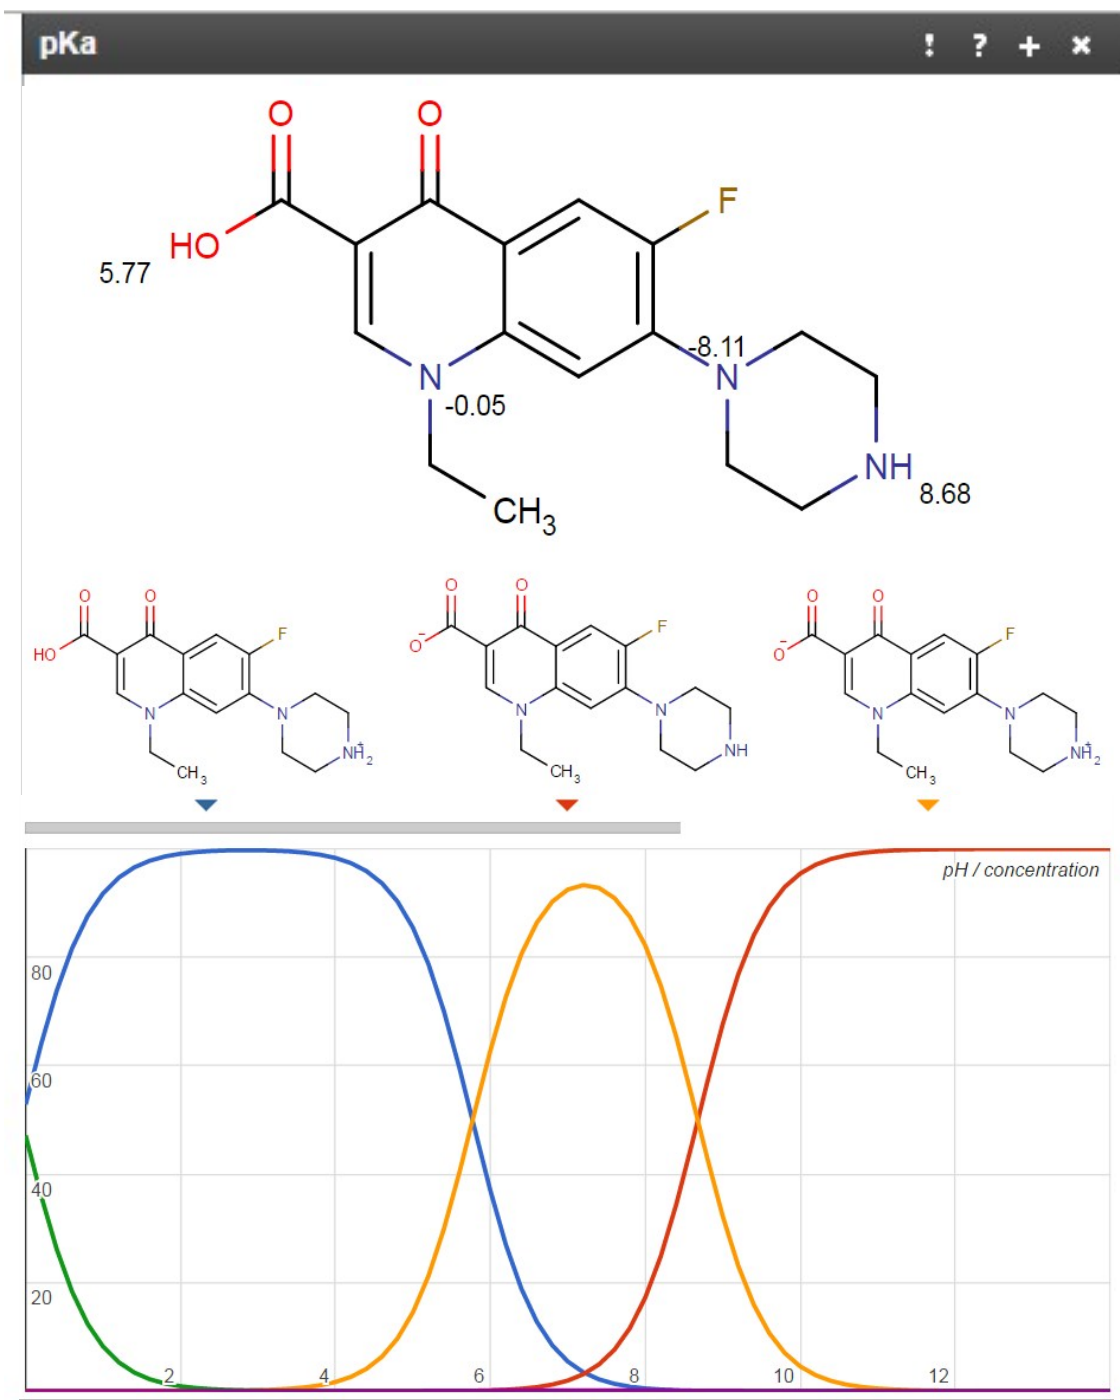 pKa ! ? + ×
O O
F
HO
5.77
-8.11
N N
-0.05
NH
8.68
CH3
O O O O O O
F F F
HO O- O-
N N N N N N
NH2+ NH NH2+
CH3 CH3 CH3
pH / concentration
80
60
40
20
2 4 6 8 10 12